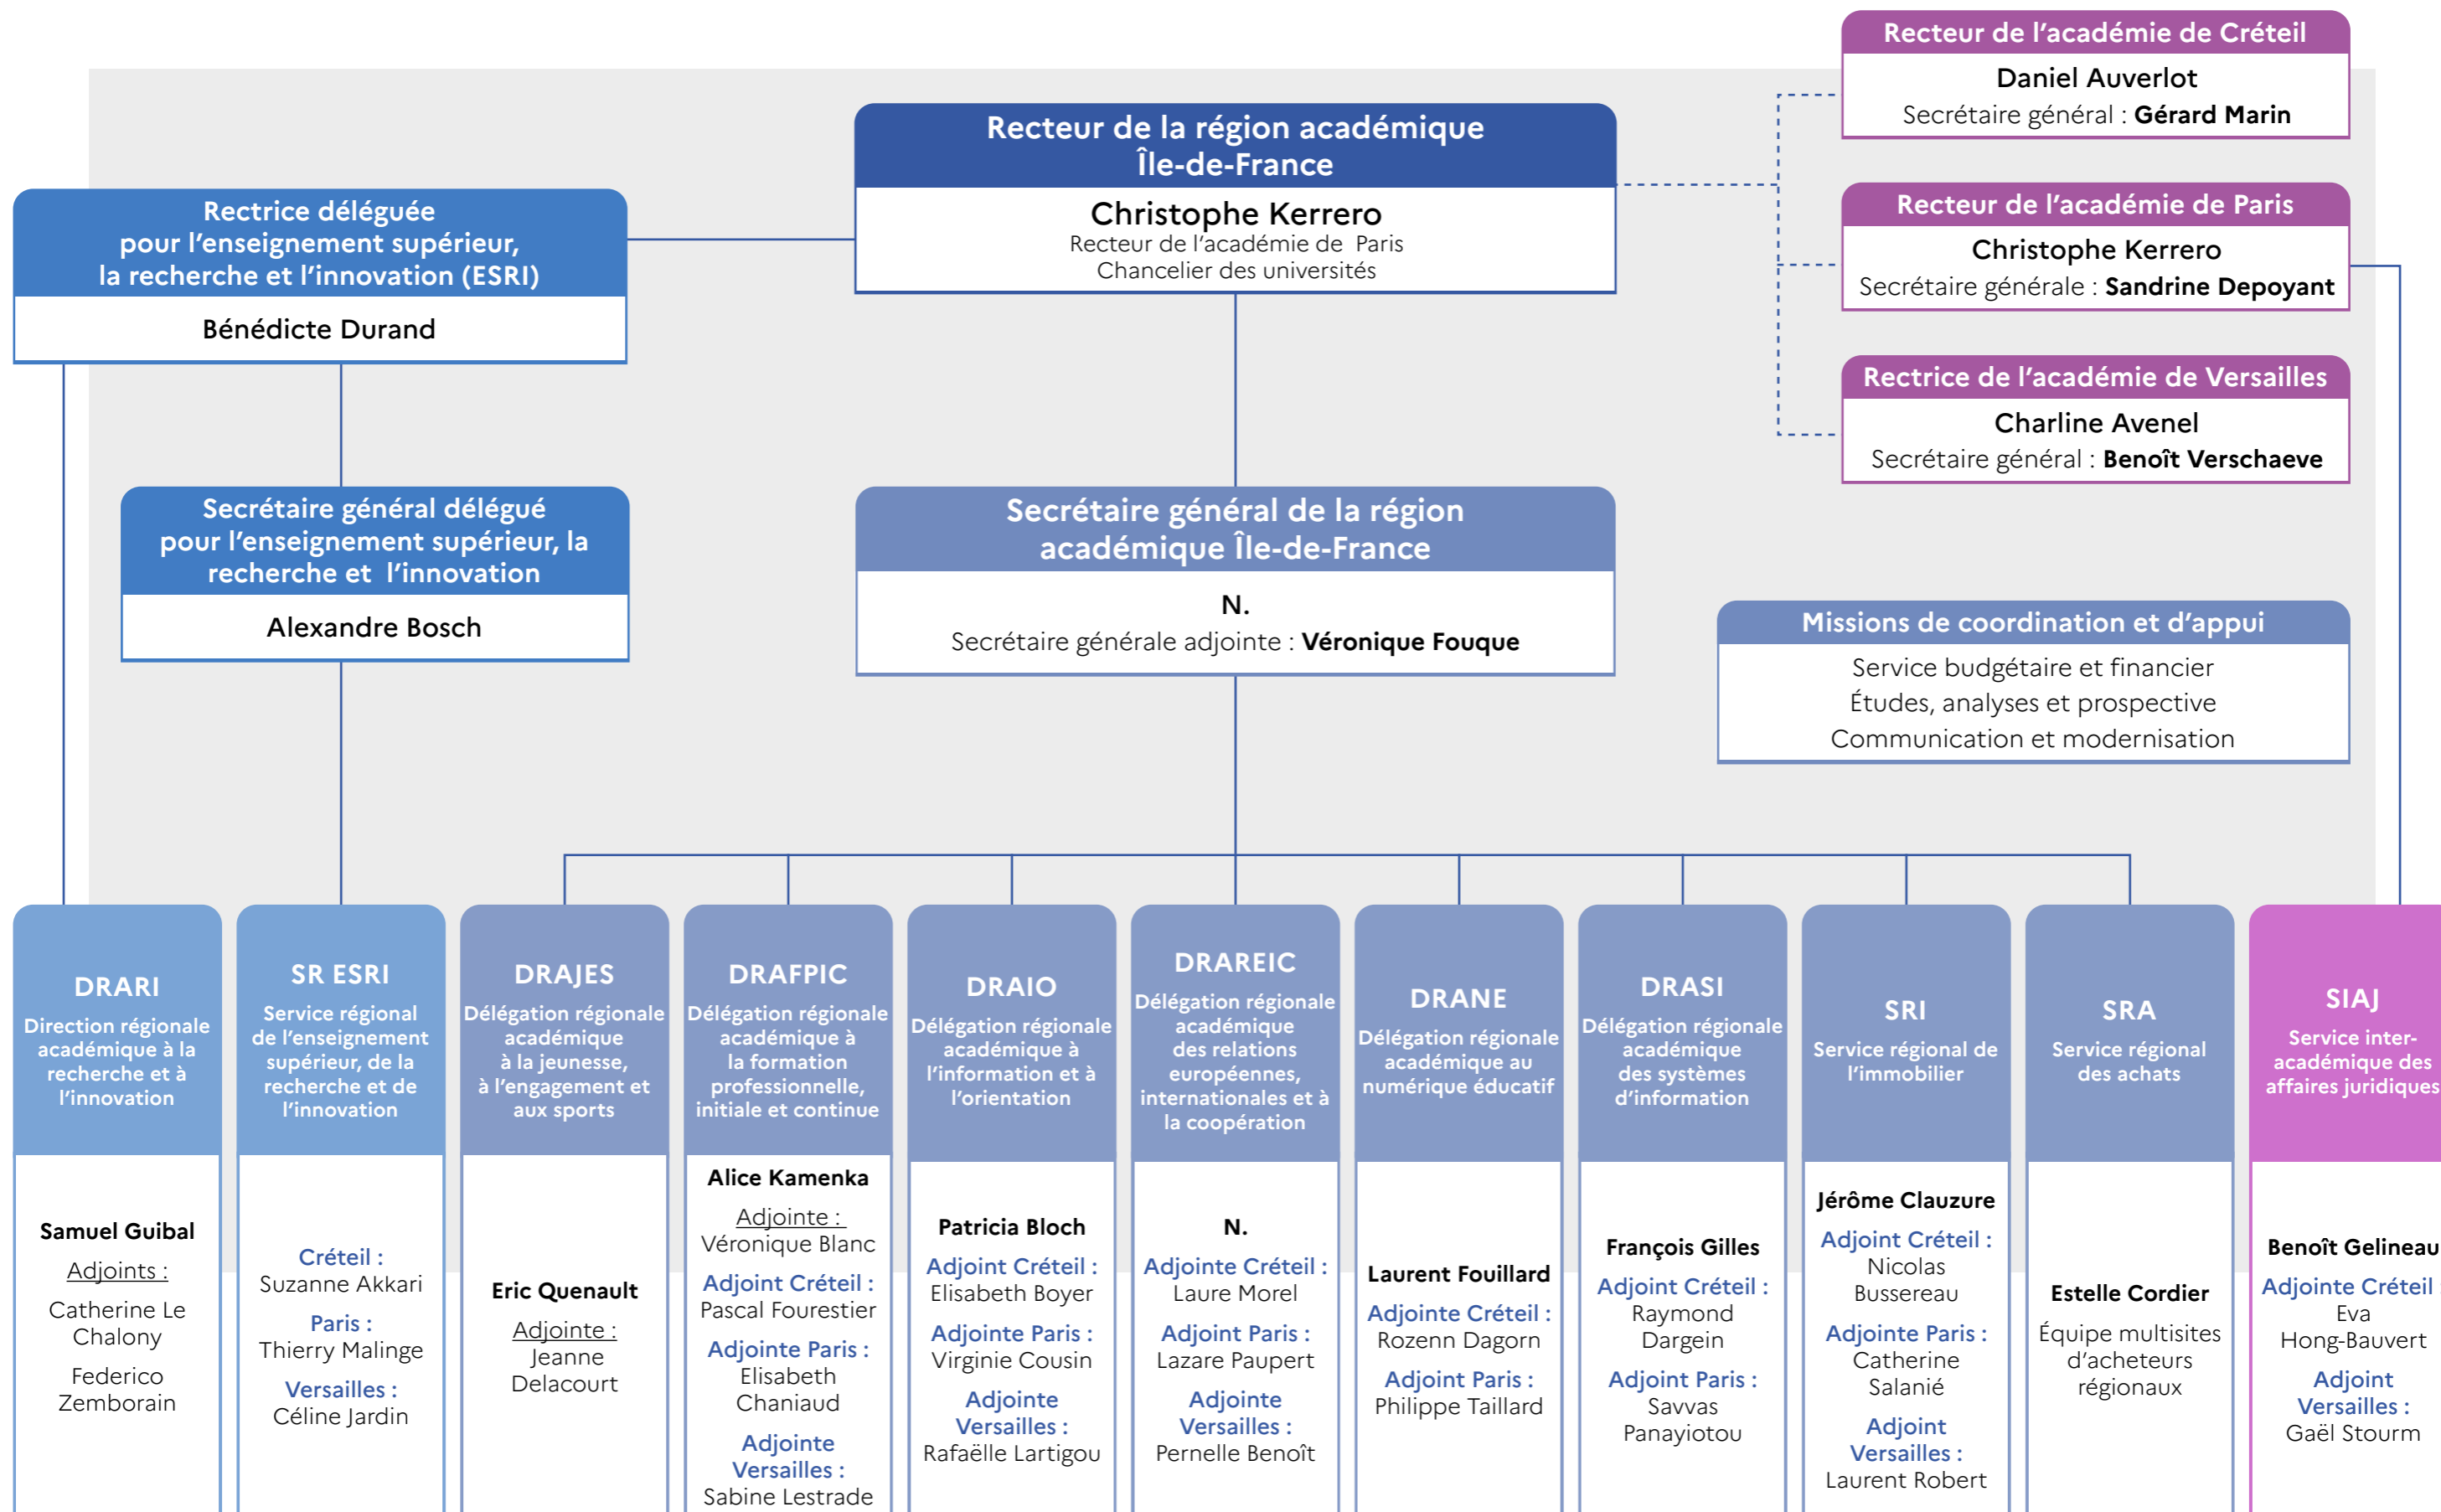 Recteur de l'académie de Créteil
Daniel Auverlot
Secrétaire général : Gérard Marin
Recteur de la région académique
Île-de-France
Christophe Kerrero
Recteur de l'académie de Paris
Chancelier des universités
Recteur de l'académie de Paris
Christophe Kerrero
Secrétaire générale : Sandrine Depoyant
Rectrice déléguée
pour l'enseignement supérieur,
la recherche et l'innovation (ESRI)
Bénédicte Durand
Rectrice de l'académie de Versailles
Charline Avenel
Secrétaire général : Benoît Verschaeve
Secrétaire général délégué
pour l'enseignement supérieur, la
recherche et l'innovation
Alexandre Bosch
Secrétaire général de la région
académique Île-de-France
N.
Secrétaire générale adjointe : Véronique Fouque
Missions de coordination et d'appui
Service budgétaire et financier
Études, analyses et prospective
Communication et modernisation
DRARI
Direction régionale
académique à la
recherche et à
l'innovation
Samuel Guibal
Adjoints :
Catherine Le
Chalony
Federico
Zemborain
SR ESRI
Service régional
de l'enseignement
supérieur, de la
recherche et de
l'innovation
Créteil :
Suzanne Akkari
Paris :
Thierry Malinge
Versailles :
Céline Jardin
DRAJES
Délégation régionale
académique
à la jeunesse,
à l'engagement et
aux sports
Eric Quenault
Adjointe :
Jeanne
Delacourt
DRAFPIC
Délégation régionale
académique à
la formation
professionnelle,
initiale et continue
Alice Kamenka
Adjointe :
Véronique Blanc
Adjoint Créteil :
Pascal Fourestier
Adjointe Paris :
Elisabeth
Chaniaud
Adjointe
Versailles :
Sabine Lestrade
DRAIO
Délégation régionale
académique à
l'information et à
l'orientation
Patricia Bloch
Adjoint Créteil :
Elisabeth Boyer
Adjointe Paris :
Virginie Cousin
Adjointe
Versailles :
Rafaëlle Lartigou
DRAREIC
Délégation régionale
académique
des relations
européennes,
internationales et à
la coopération
N.
Adjointe Créteil :
Laure Morel
Adjoint Paris :
Lazare Paupert
Adjointe
Versailles :
Pernelle Benoît
DRANE
Délégation régionale
académique au
numérique éducatif
Laurent Fouillard
Adjointe Créteil :
Rozenn Dagorn
Adjoint Paris :
Philippe Taillard
DRASI
Délégation régionale
académique
des systèmes
d'information
François Gilles
Adjoint Créteil :
Raymond
Dargein
Adjoint Paris :
Savvas
Panayiotou
SRI
Service régional de
l'immobilier
Jérôme Clauzure
Adjoint Créteil :
Nicolas
Bussereau
Adjointe Paris :
Catherine
Salanié
Adjoint
Versailles :
Laurent Robert
SRA
Service régional
des achats
Estelle Cordier
Équipe multisites
d'acheteurs
régionaux
SIAJ
Service inter-
académique des
affaires juridiques
Benoît Gelineau
Adjointe Créteil :
Eva
Hong-Bauvert
Adjoint
Versailles :
Gaël Stourm